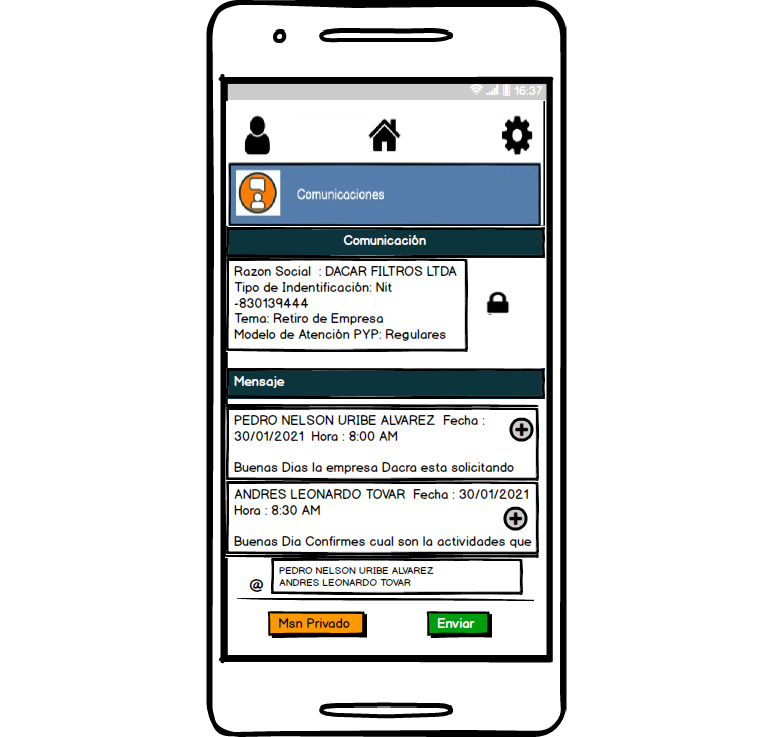 16:37
Comunicaciones
Comunicación
Razon Social : DACAR FILTROS LTDA
Tipo de Indentificación: Nit
-830139444
Tema: Retiro de Empresa
Modelo de Atención PYP: Regulares
Mensaje
PEDRO NELSON URIBE ALVAREZ Fecha :
30/01/2021 Hora : 8:00 AM
Buenas Dias la empresa Dacra esta solicitando
ANDRES LEONARDO TOVAR Fecha : 30/01/2021
Hora : 8:30 AM
Buenas Dia Confirmes cual son la actividades que
PEDRO NELSON URIBE ALVAREZ
@ ANDRES LEONARDO TOVAR
Msn Privado Enviar